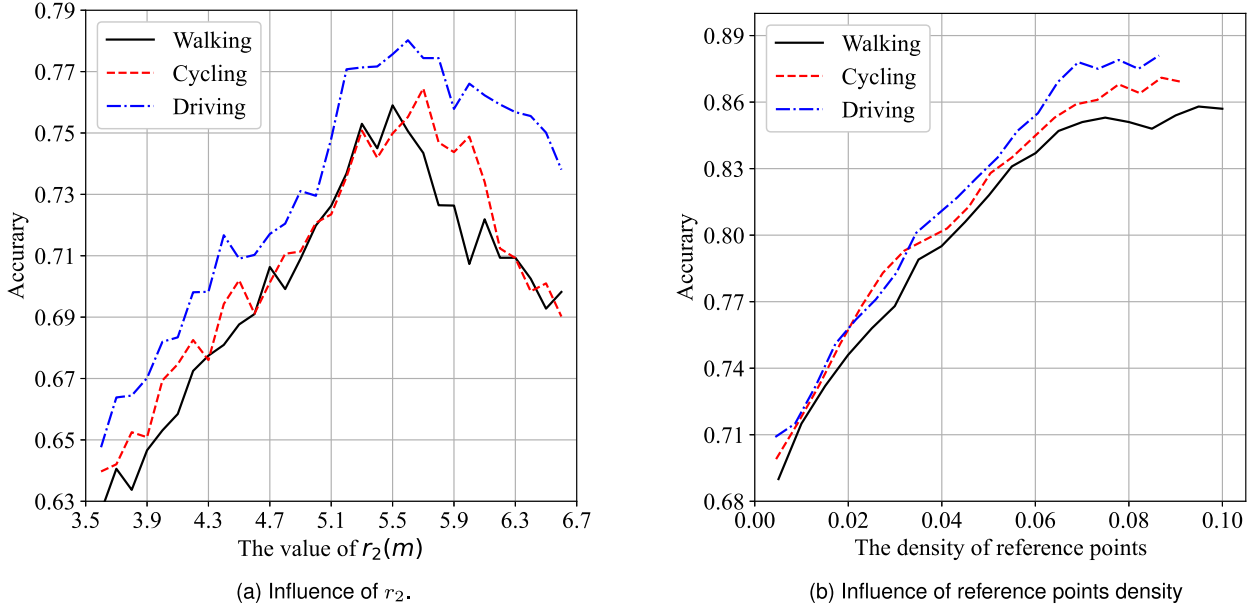 0.79
0.77
0.75
0.73
0.71
0.69
0.67
0.65
0.63
Accurary
Walking
Cycling
Driving
3.5 3.9 4.3 4.7 5.1 5.5 5.9 6.3 6.7
The value of r₂(m)
(a) Influence of r₂.
0.89
0.86
0.83
0.80
0.77
0.74
0.71
0.68
Accurary
Walking
Cycling
Driving
0.00 0.02 0.04 0.06 0.08 0.10
The density of reference points
(b) Influence of reference points density